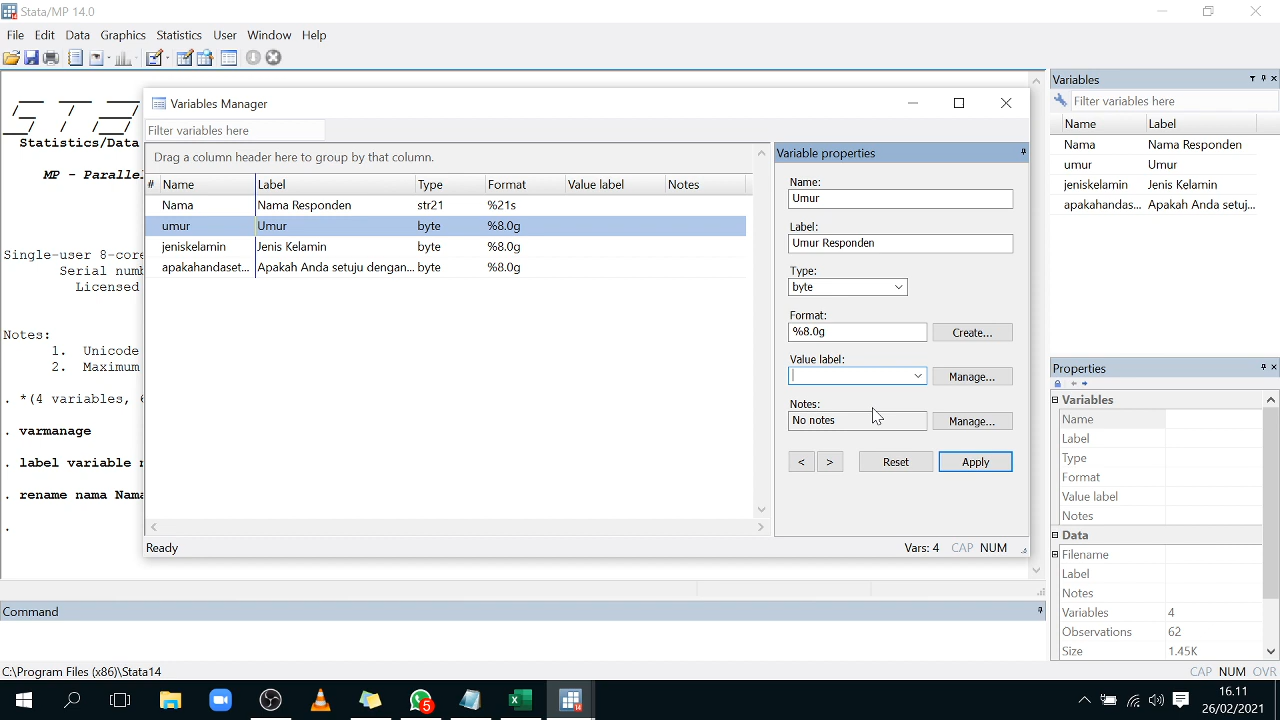 Stata/MP 14.0
File Edit Data Graphics Statistics User Window Help
Statistics/Data
MP - Paralle
Single-user 8-core
Serial numb
Licensed
Notes:
1. Unicode
2. Maximum
. *(4 variables, 6
. varmanage
. label variable n
. rename nama Nama
.
Variables Manager
Filter variables here
Drag a column header here to group by that column.
# Name Label Type Format Value label Notes
Nama Nama Responden str21 %21s
umur Umur byte %8.0g
jeniskelamin Jenis Kelamin byte %8.0g
apakahandaset... Apakah Anda setuju dengan... byte %8.0g
Ready Vars: 4 CAP NUM
Variable properties
Name:
Umur
Label:
Umur Responden
Type:
byte
Format:
%8.0g Create...
Value label:
Manage...
Notes:
No notes Manage...
< > Reset Apply
Variables
Filter variables here
Name Label
Nama Nama Responden
umur Umur
jeniskelamin Jenis Kelamin
apakahandas... Apakah Anda setuj...
Properties
Variables
Name
Label
Type
Format
Value label
Notes
Data
Filename
Label
Notes
Variables 4
Observations 62
Size 1.45K
Command
C:\Program Files (x86)\Stata14 CAP NUM OVR
5
14
16.11
26/02/2021